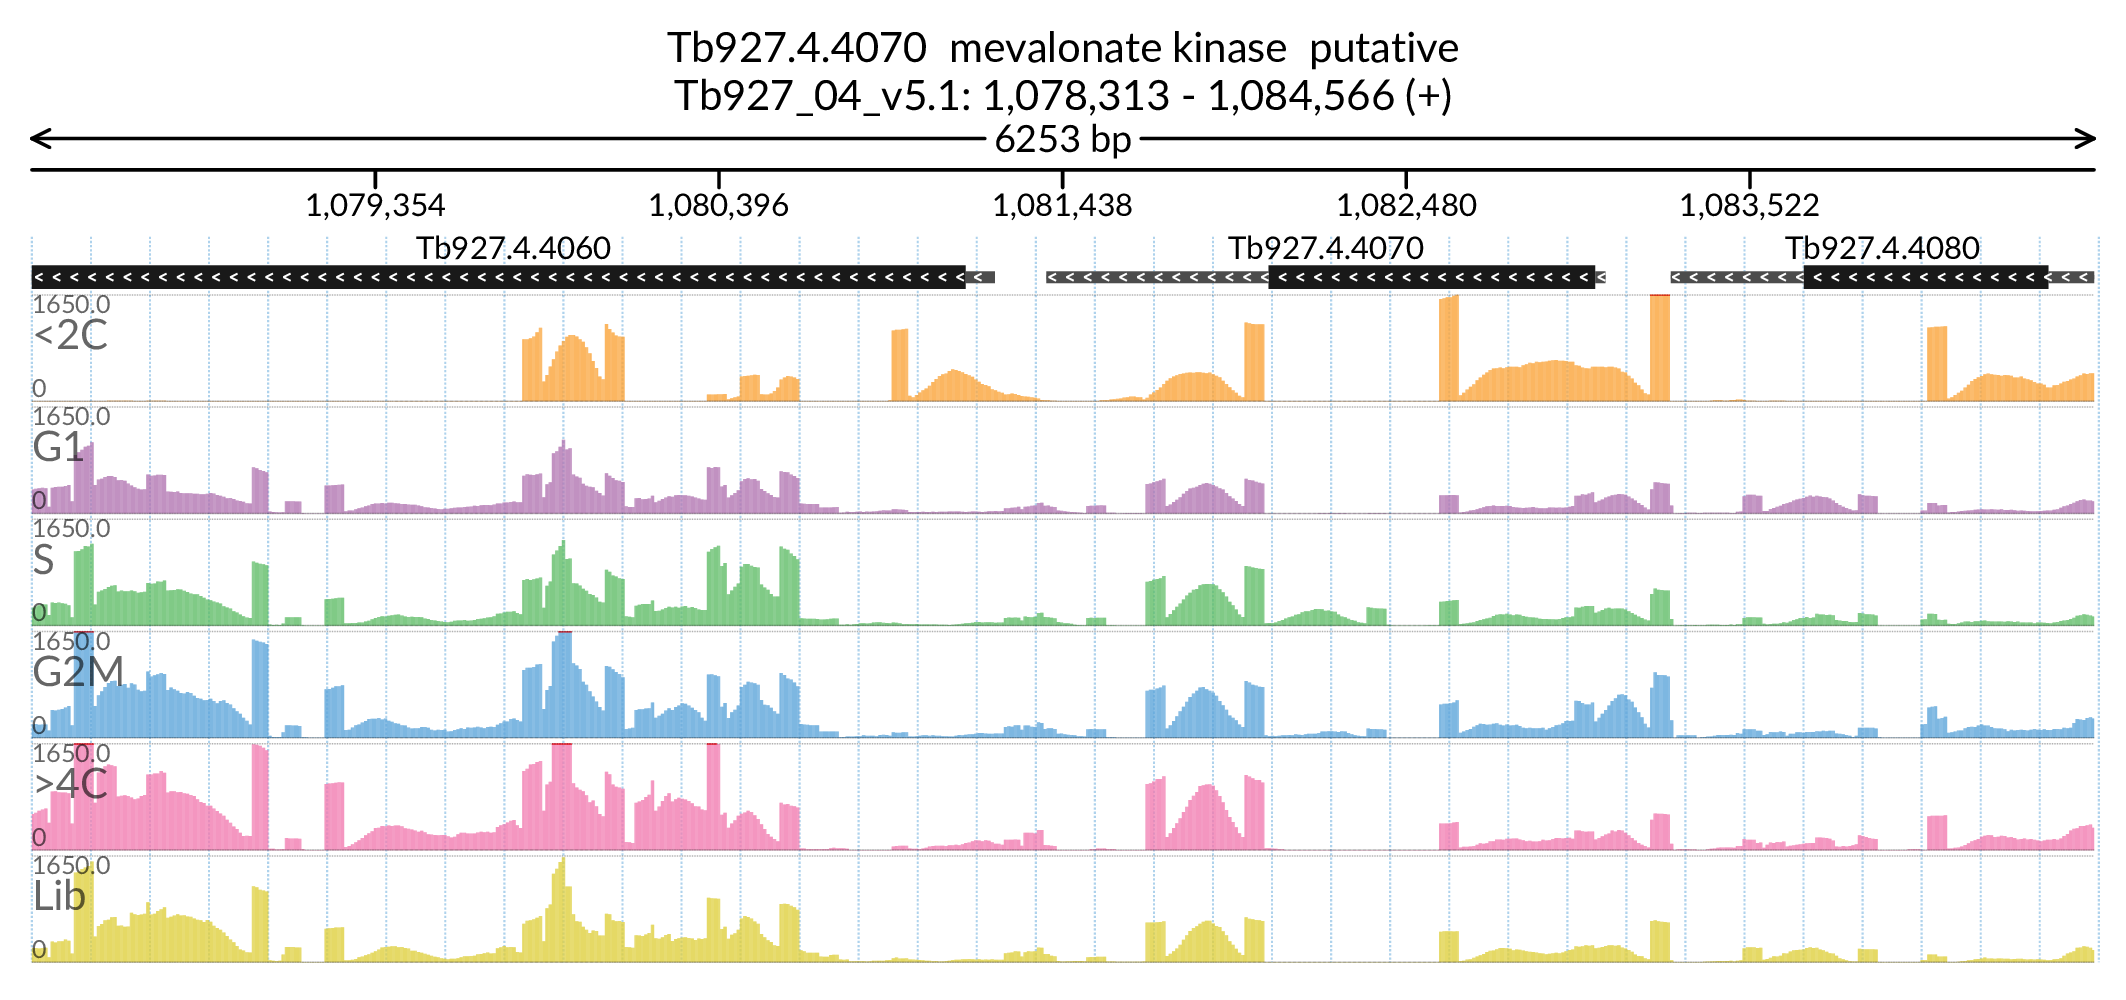 Tb927.4.4070 mevalonate kinase putative
Tb927_04_v5.1: 1,078,313 - 1,084,566 (+)
6253 bp
1,079,354 1,080,396 1,081,438 1,082,480 1,083,522
Tb927.4.4060 Tb927.4.4070 Tb927.4.4080
1650.0
<2C
0
1650.0
G1
0
1650.0
S
0
1650.0
G2M
0
1650.0
>4C
0
1650.0
Lib
0